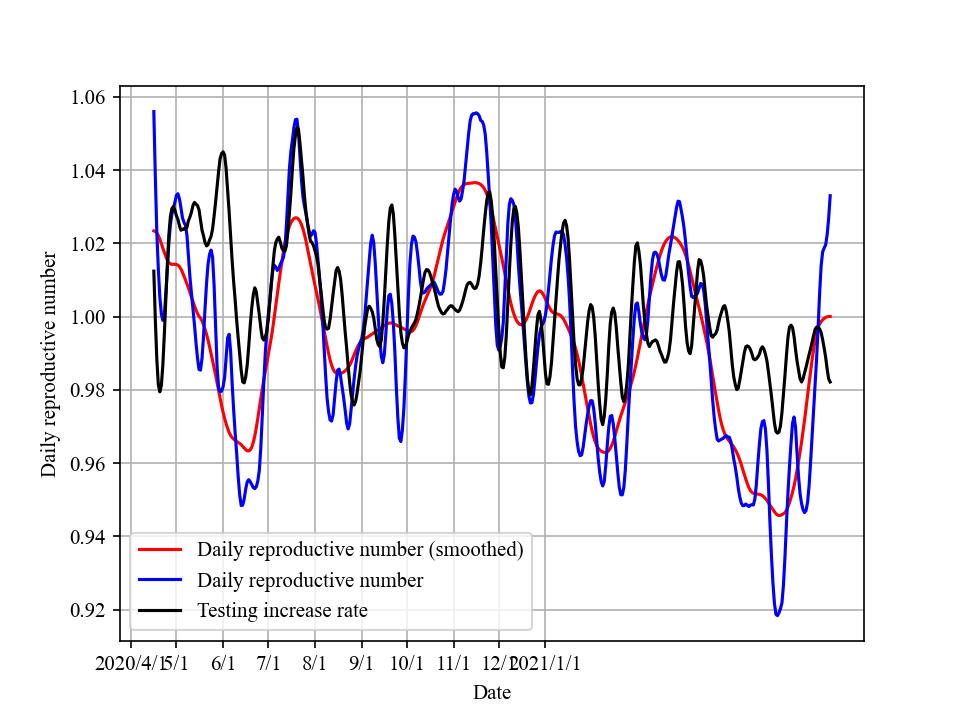 1.06
1.04
1.02
1.00
0.98
0.96
0.94
0.92
Daily reproductive number
Daily reproductive number (smoothed)
Daily reproductive number
Testing increase rate
2020/4/1 5/1 6/1 7/1 8/1 9/1 10/1 11/1 12/1 2021/1/1
Date